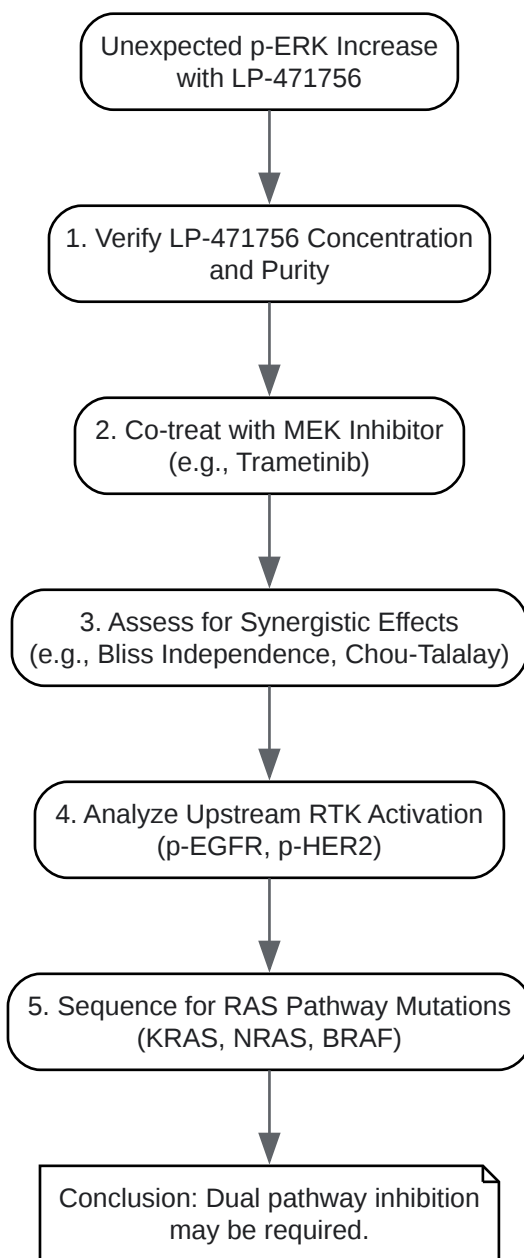 Unexpected p-ERK Increase
with LP-471756
1. Verify LP-471756 Concentration
and Purity
2. Co-treat with MEK Inhibitor
(e.g., Trametinib)
3. Assess for Synergistic Effects
(e.g., Bliss Independence, Chou-Talalay)
4. Analyze Upstream RTK Activation
(p-EGFR, p-HER2)
5. Sequence for RAS Pathway Mutations
(KRAS, NRAS, BRAF)
Conclusion: Dual pathway inhibition
may be required.